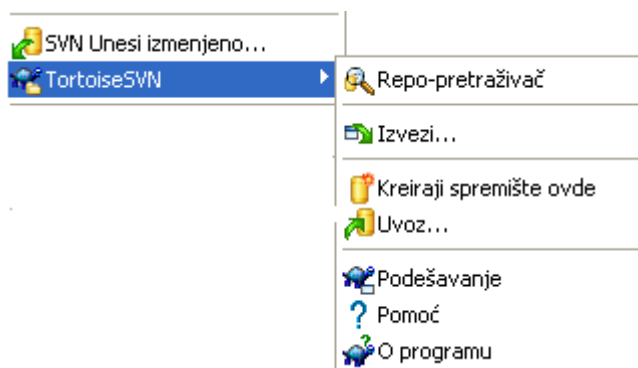 SVN Unesi izmenjeno...
TortoiseSVN
Repo-pretraživač
Izvezi...
Kreiraji spremište ovde
Uvoz...
Podešavanje
Pomoć
O programu